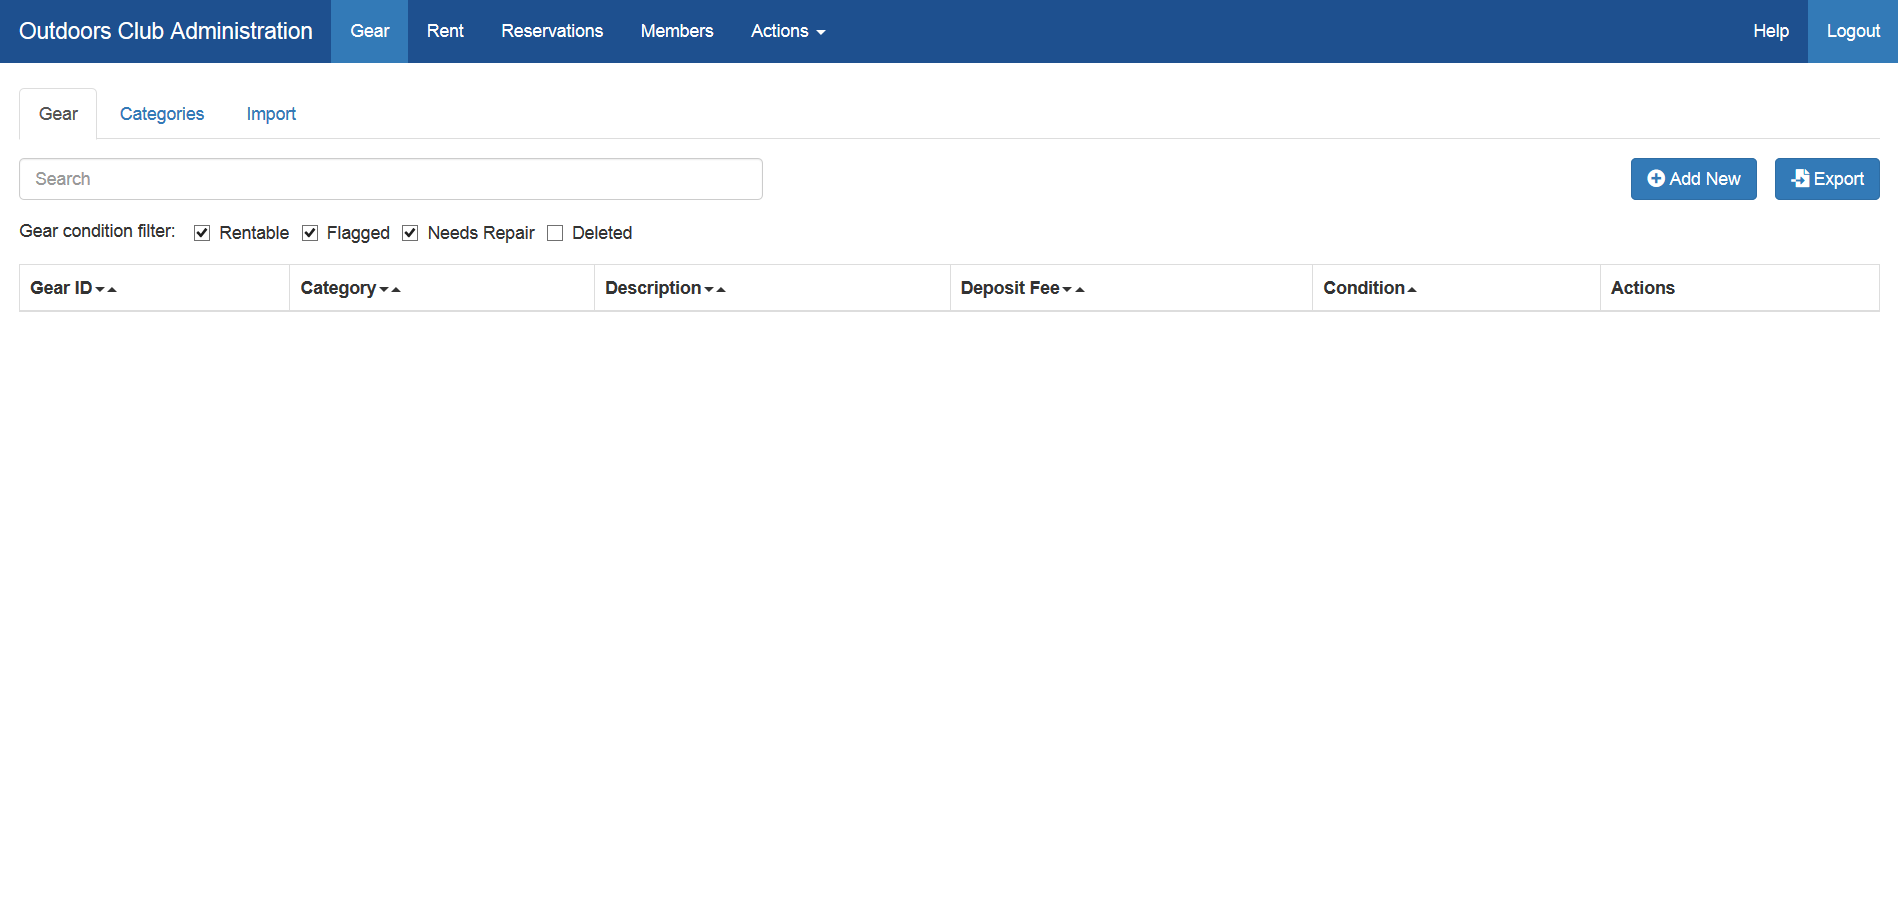 Outdoors Club Administration Gear Rent Reservations Members Actions Help Logout
Gear Categories Import
Search Add New Export
Gear condition filter: Rentable Flagged Needs Repair Deleted
Gear ID Category Description Deposit Fee Condition Actions